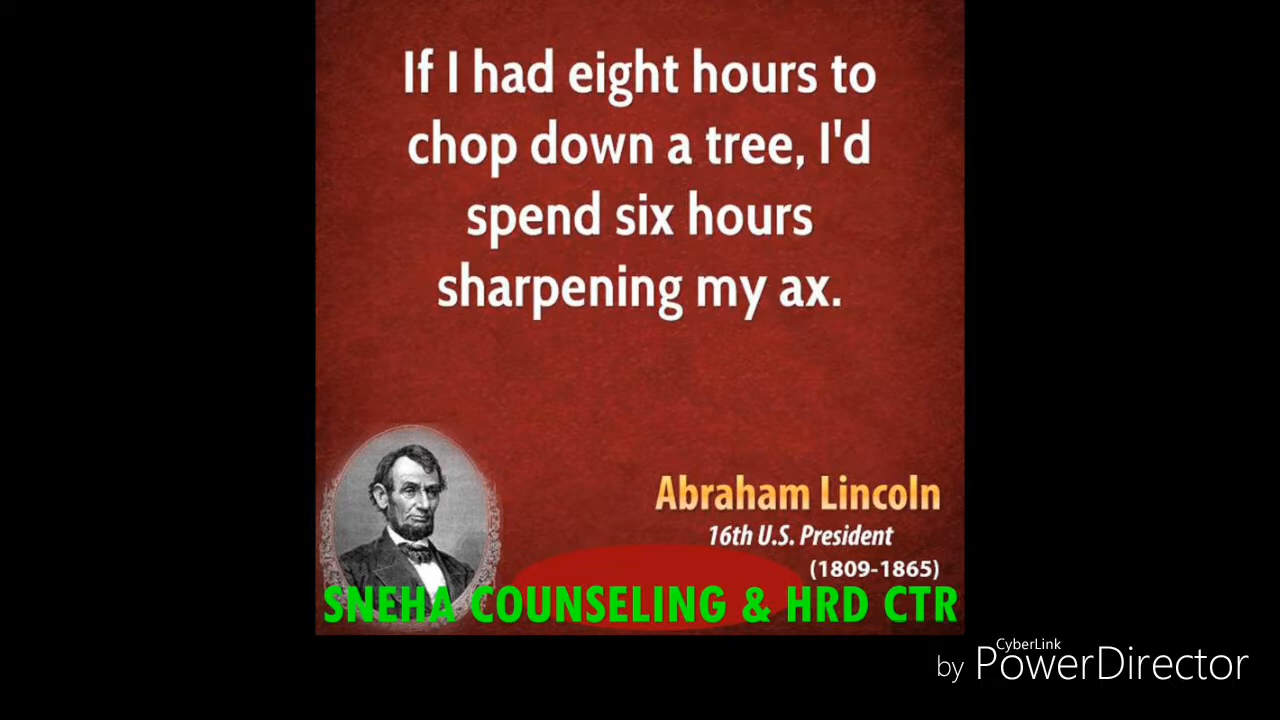 If I had eight hours to
chop down a tree, I'd
spend six hours
sharpening my ax.
Abraham Lincoln
16th U.S. President
(1809-1865)
SNEHA COUNSELING & HRD CTR
CyberLink
by PowerDirector